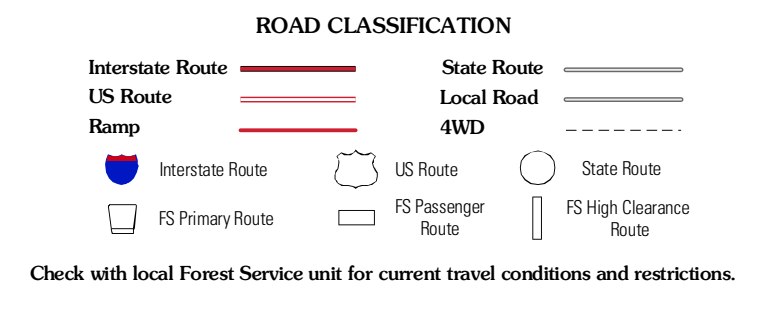 ROAD CLASSIFICATION
Interstate Route
State Route
US Route
Local Road
Ramp
4WD
Interstate Route
US Route
State Route
FS Primary Route
FS Passenger
Route
FS High Clearance
Route
Check with local Forest Service unit for current travel conditions and restrictions.